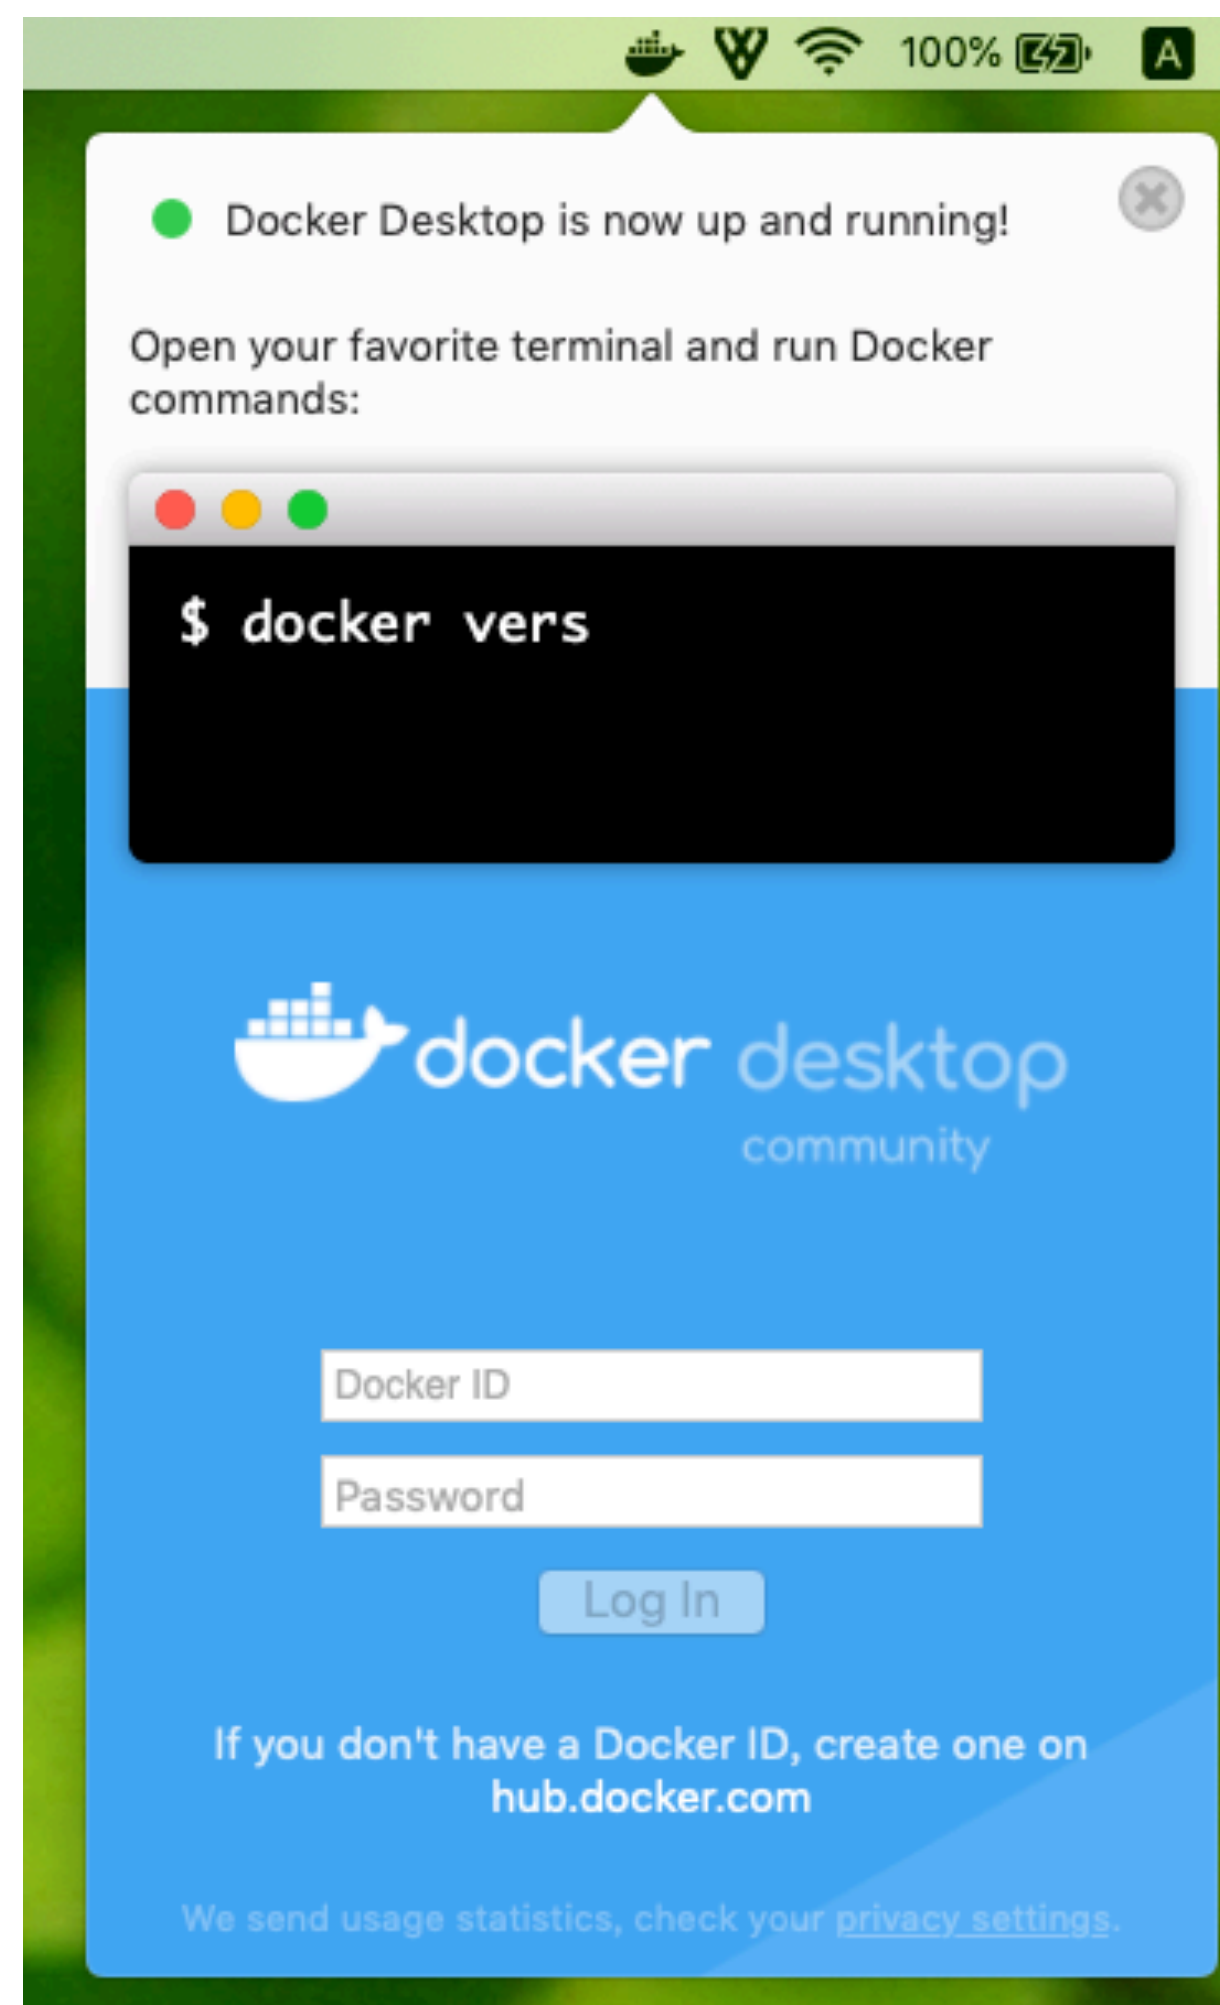 100%
A
Docker Desktop is now up and running!
Open your favorite terminal and run Docker
commands:
$ docker vers
docker desktop
community
Docker ID
Password
Log In
If you don't have a Docker ID, create one on
hub.docker.com
We send usage statistics, check your privacy settings.